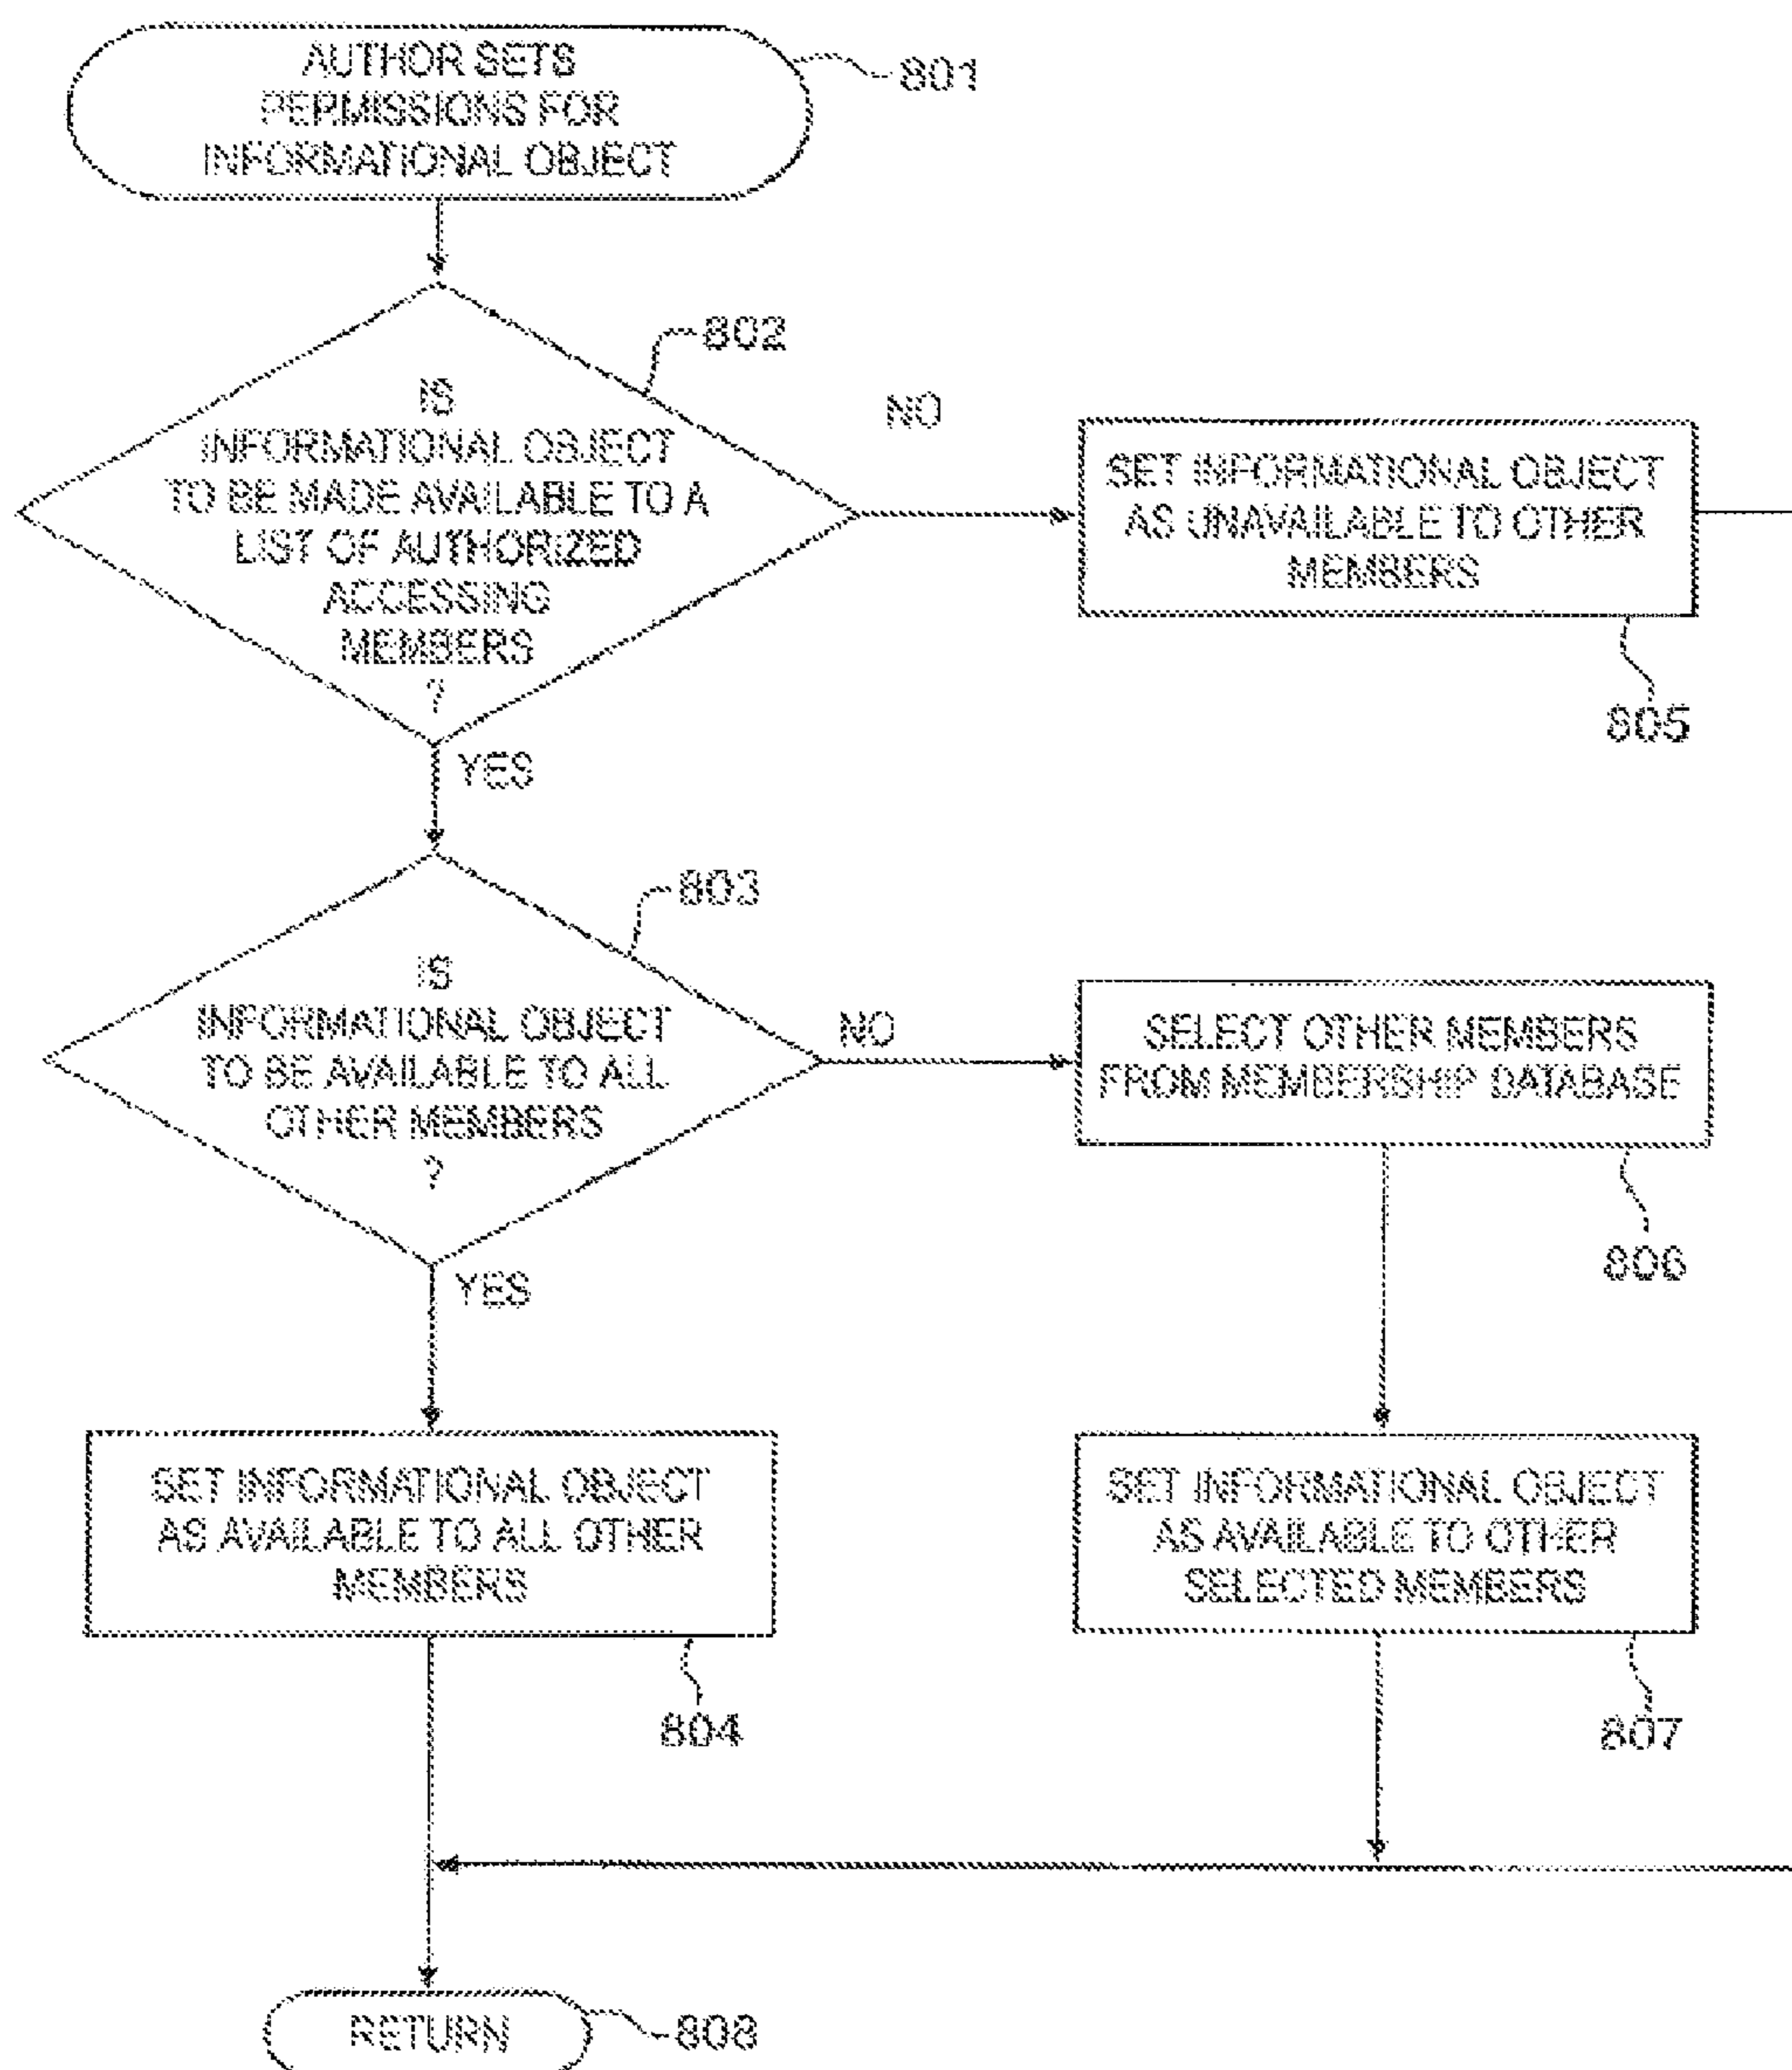 AUTHOR SETS
PERMISSIONS FOR
INFORMATIONAL OBJECT
801
802
IS
INFORMATIONAL OBJECT
TO BE MADE AVAILABLE TO A
LIST OF AUTHORIZED
ACCESSING
MEMBERS
?
NO
SET INFORMATIONAL OBJECT
AS UNAVAILABLE TO OTHER
MEMBERS
805
YES
803
IS
INFORMATIONAL OBJECT
TO BE AVAILABLE TO ALL
OTHER MEMBERS
?
NO
SELECT OTHER MEMBERS
FROM MEMBERSHIP DATABASE
806
YES
SET INFORMATIONAL OBJECT
AS AVAILABLE TO ALL OTHER
MEMBERS
804
SET INFORMATIONAL OBJECT
AS AVAILABLE TO OTHER
SELECTED MEMBERS
807
RETURN
808